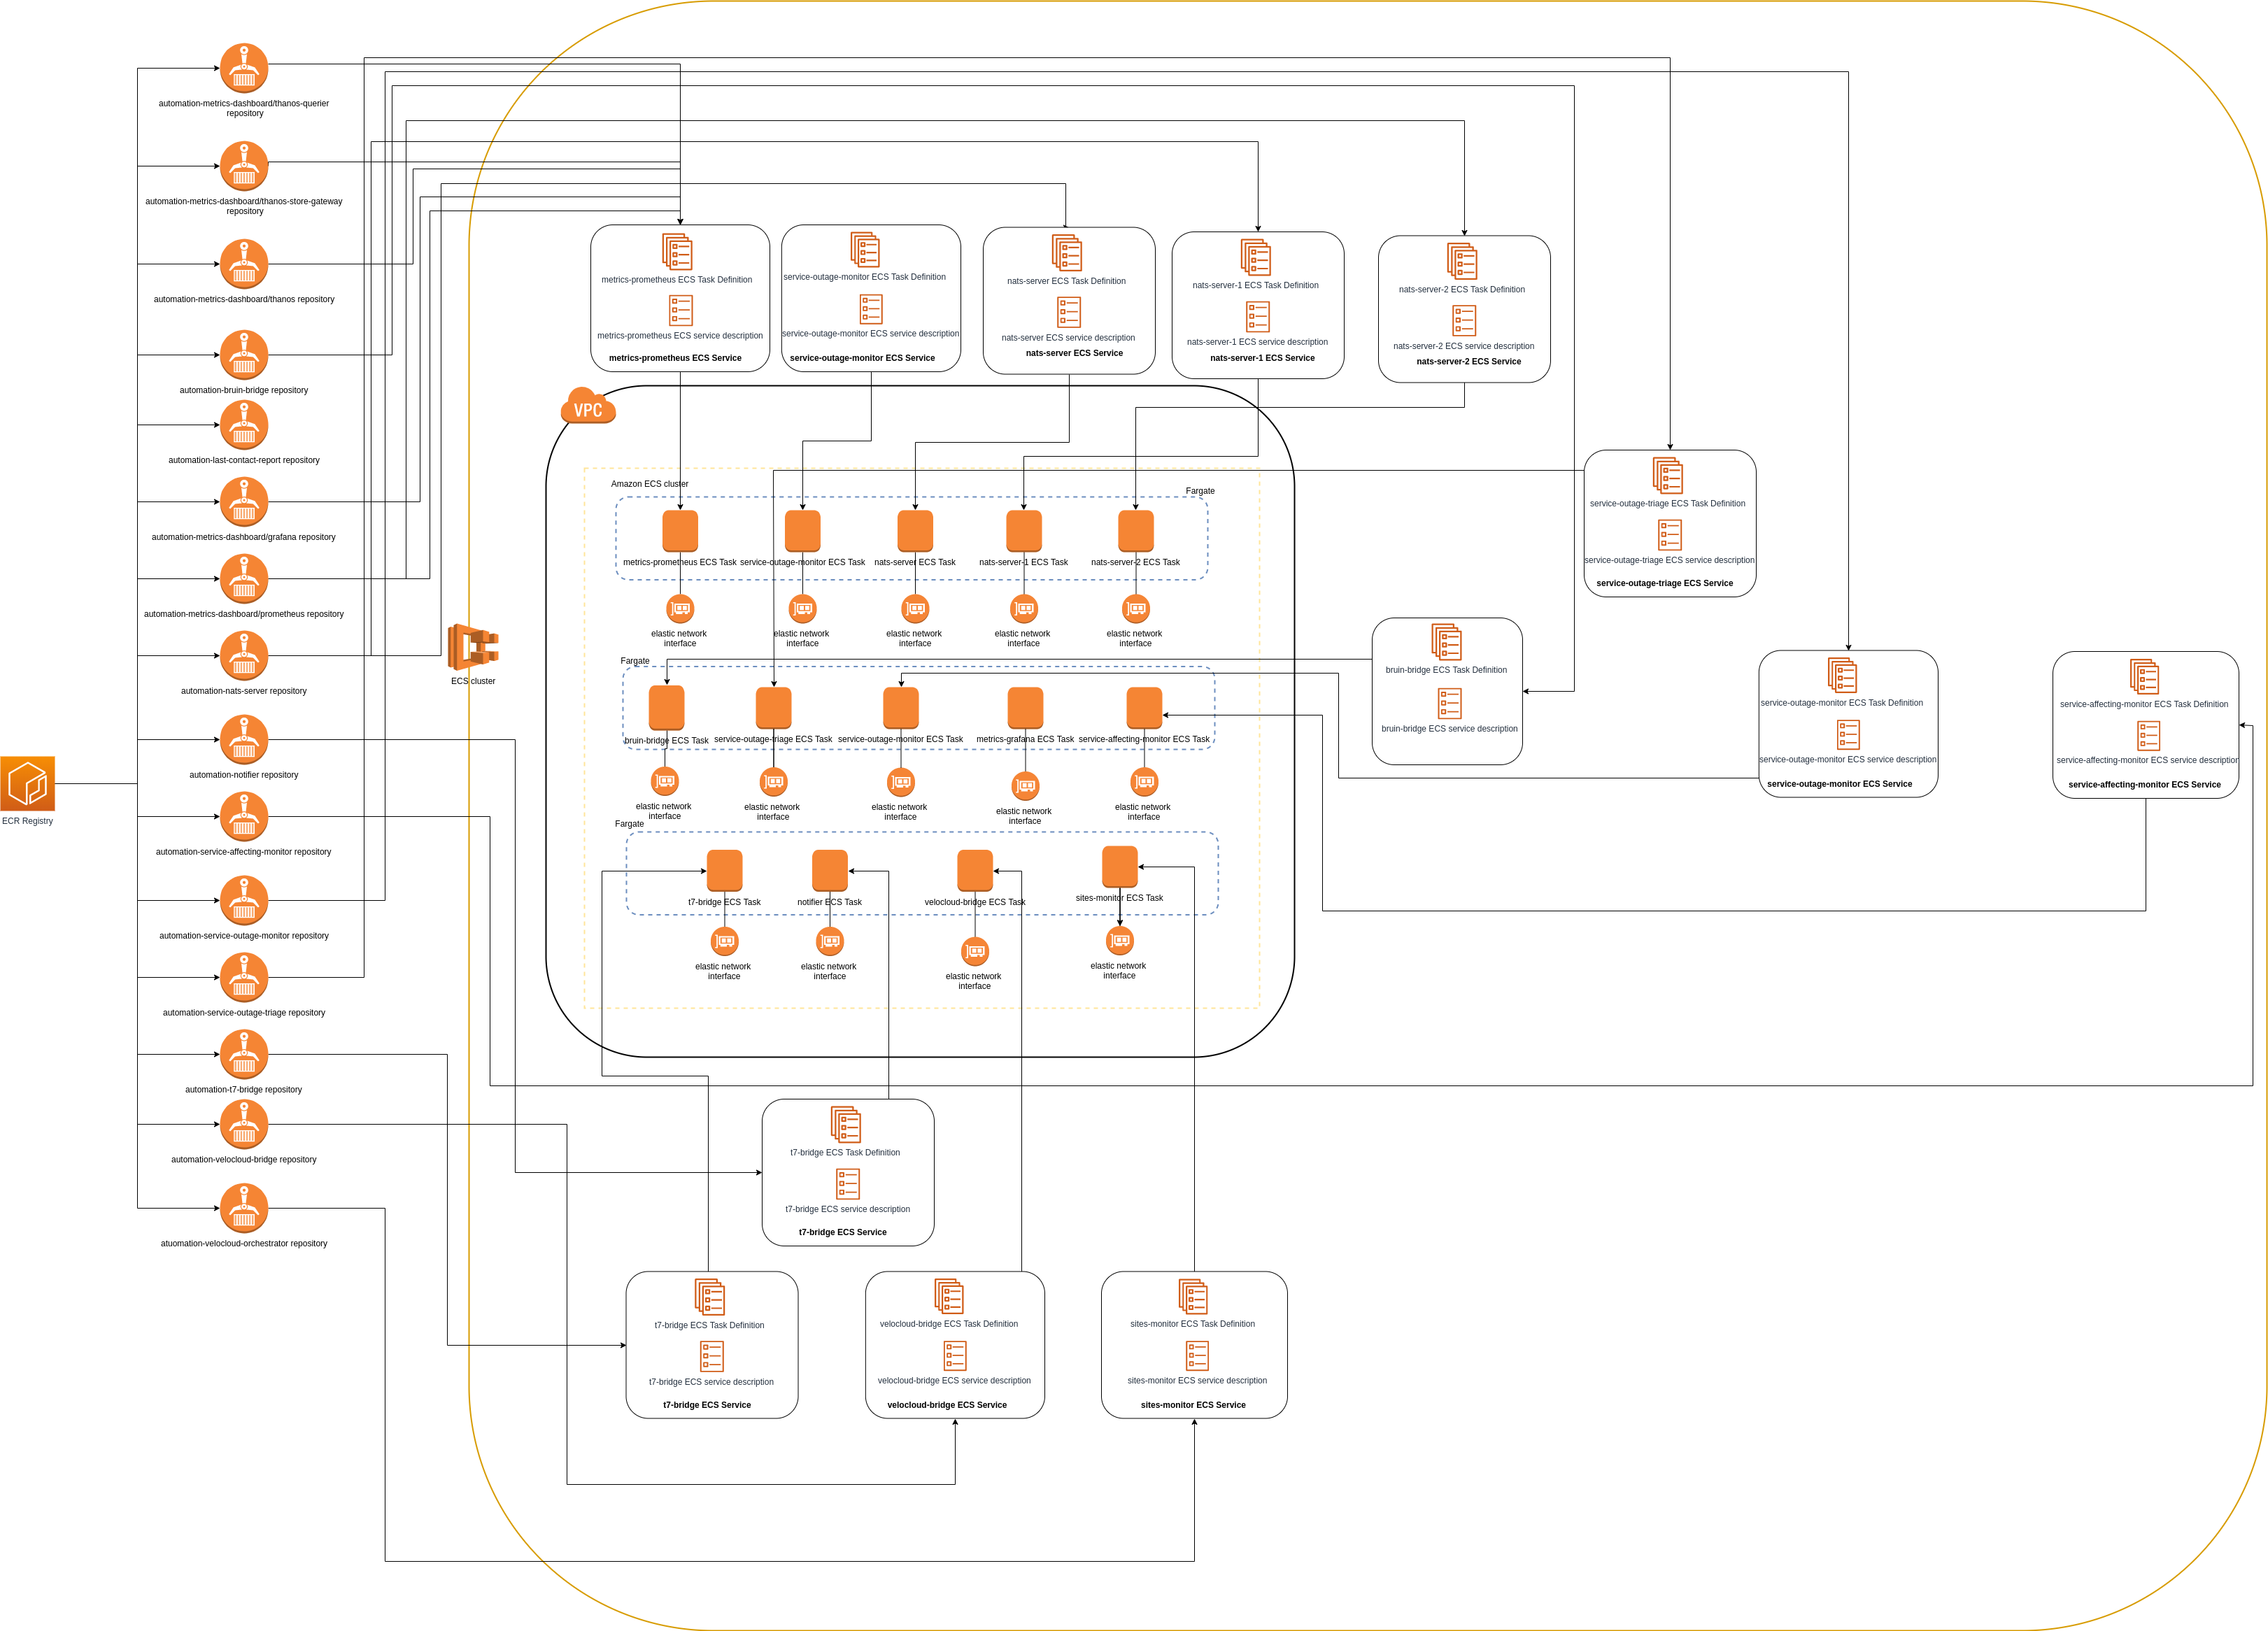 automation-metrics-dashboard/thanos-querier
repository
automation-metrics-dashboard/thanos-store-gateway
repository
automation-metrics-dashboard/thanos repository
automation-bruin-bridge repository
automation-last-contact-report repository
automation-metrics-dashboard/grafana repository
automation-metrics-dashboard/prometheus repository
automation-nats-server repository
automation-notifier repository
automation-service-affecting-monitor repository
automation-service-outage-monitor repository
automation-service-outage-triage repository
automation-t7-bridge repository
automation-velocloud-bridge repository
atuomation-velocloud-orchestrator repository
ECR Registry
ECS cluster
metrics-prometheus ECS Task Definition
metrics-prometheus ECS service description
metrics-prometheus ECS Service
service-outage-monitor ECS Task Definition
service-outage-monitor ECS service description
service-outage-monitor ECS Service
nats-server ECS Task Definition
nats-server ECS service description
nats-server ECS Service
nats-server-1 ECS Task Definition
nats-server-1 ECS service description
nats-server-1 ECS Service
nats-server-2 ECS Task Definition
nats-server-2 ECS service description
nats-server-2 ECS Service
VPC
Amazon ECS cluster
Fargate
metrics-prometheus ECS Task
service-outage-monitor ECS Task
nats-server ECS Task
nats-server-1 ECS Task
nats-server-2 ECS Task
elastic network
interface
elastic network
interface
elastic network
interface
elastic network
interface
elastic network
interface
Fargate
bruin-bridge ECS Task
service-outage-triage ECS Task
service-outage-monitor ECS Task
metrics-grafana ECS Task
service-affecting-monitor ECS Task
elastic network
interface
elastic network
interface
elastic network
interface
elastic network
interface
elastic network
interface
Fargate
t7-bridge ECS Task
notifier ECS Task
velocloud-bridge ECS Task
sites-monitor ECS Task
elastic network
interface
elastic network
interface
elastic network
interface
elastic network
interface
service-outage-triage ECS Task Definition
service-outage-triage ECS service description
service-outage-triage ECS Service
bruin-bridge ECS Task Definition
bruin-bridge ECS service description
service-outage-monitor ECS Task Definition
service-outage-monitor ECS service description
service-outage-monitor ECS Service
service-affecting-monitor ECS Task Definition
service-affecting-monitor ECS service description
service-affecting-monitor ECS Service
t7-bridge ECS Task Definition
t7-bridge ECS service description
t7-bridge ECS Service
t7-bridge ECS Task Definition
t7-bridge ECS service description
t7-bridge ECS Service
velocloud-bridge ECS Task Definition
velocloud-bridge ECS service description
velocloud-bridge ECS Service
sites-monitor ECS Task Definition
sites-monitor ECS service description
sites-monitor ECS Service